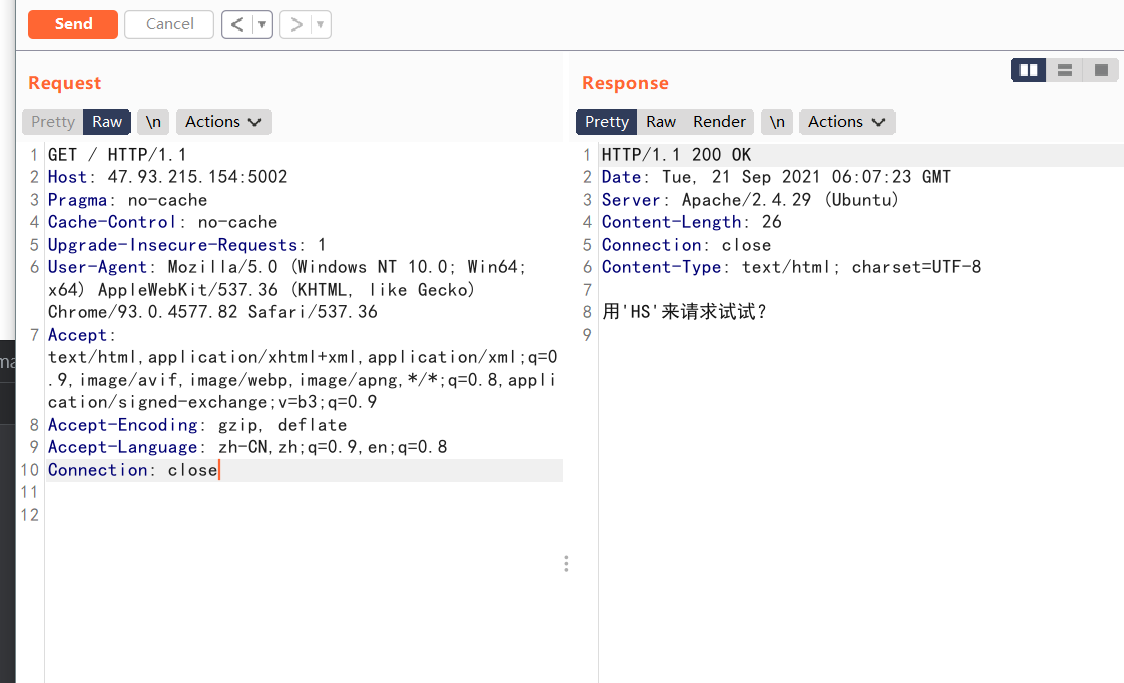 Send Cancel < ▼ > ▼
Request
Pretty Raw \n Actions
1 GET / HTTP/1.1
2 Host: 47.93.215.154:5002
3 Pragma: no-cache
4 Cache-Control: no-cache
5 Upgrade-Insecure-Requests: 1
6 User-Agent: Mozilla/5.0 (Windows NT 10.0; Win64;
x64) AppleWebKit/537.36 (KHTML, like Gecko)
Chrome/93.0.4577.82 Safari/537.36
7 Accept:
text/html,application/xhtml+xml,application/xml;q=0
.9,image/avif,image/webp,image/apng,*/*;q=0.8,appli
cation/signed-exchange;v=b3;q=0.9
8 Accept-Encoding: gzip, deflate
9 Accept-Language: zh-CN,zh;q=0.9,en;q=0.8
10 Connection: close
11
12
Response
Pretty Raw Render \n Actions
1 HTTP/1.1 200 OK
2 Date: Tue, 21 Sep 2021 06:07:23 GMT
3 Server: Apache/2.4.29 (Ubuntu)
4 Content-Length: 26
5 Connection: close
6 Content-Type: text/html; charset=UTF-8
7
8 用'HS'来请求试试?
9